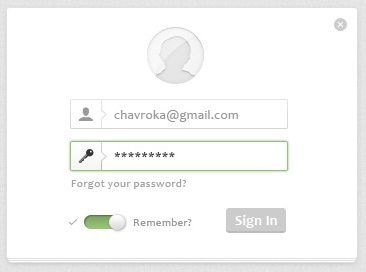 chavroka@gmail.com
*********
Forgot your password?
Remember?
Sign In